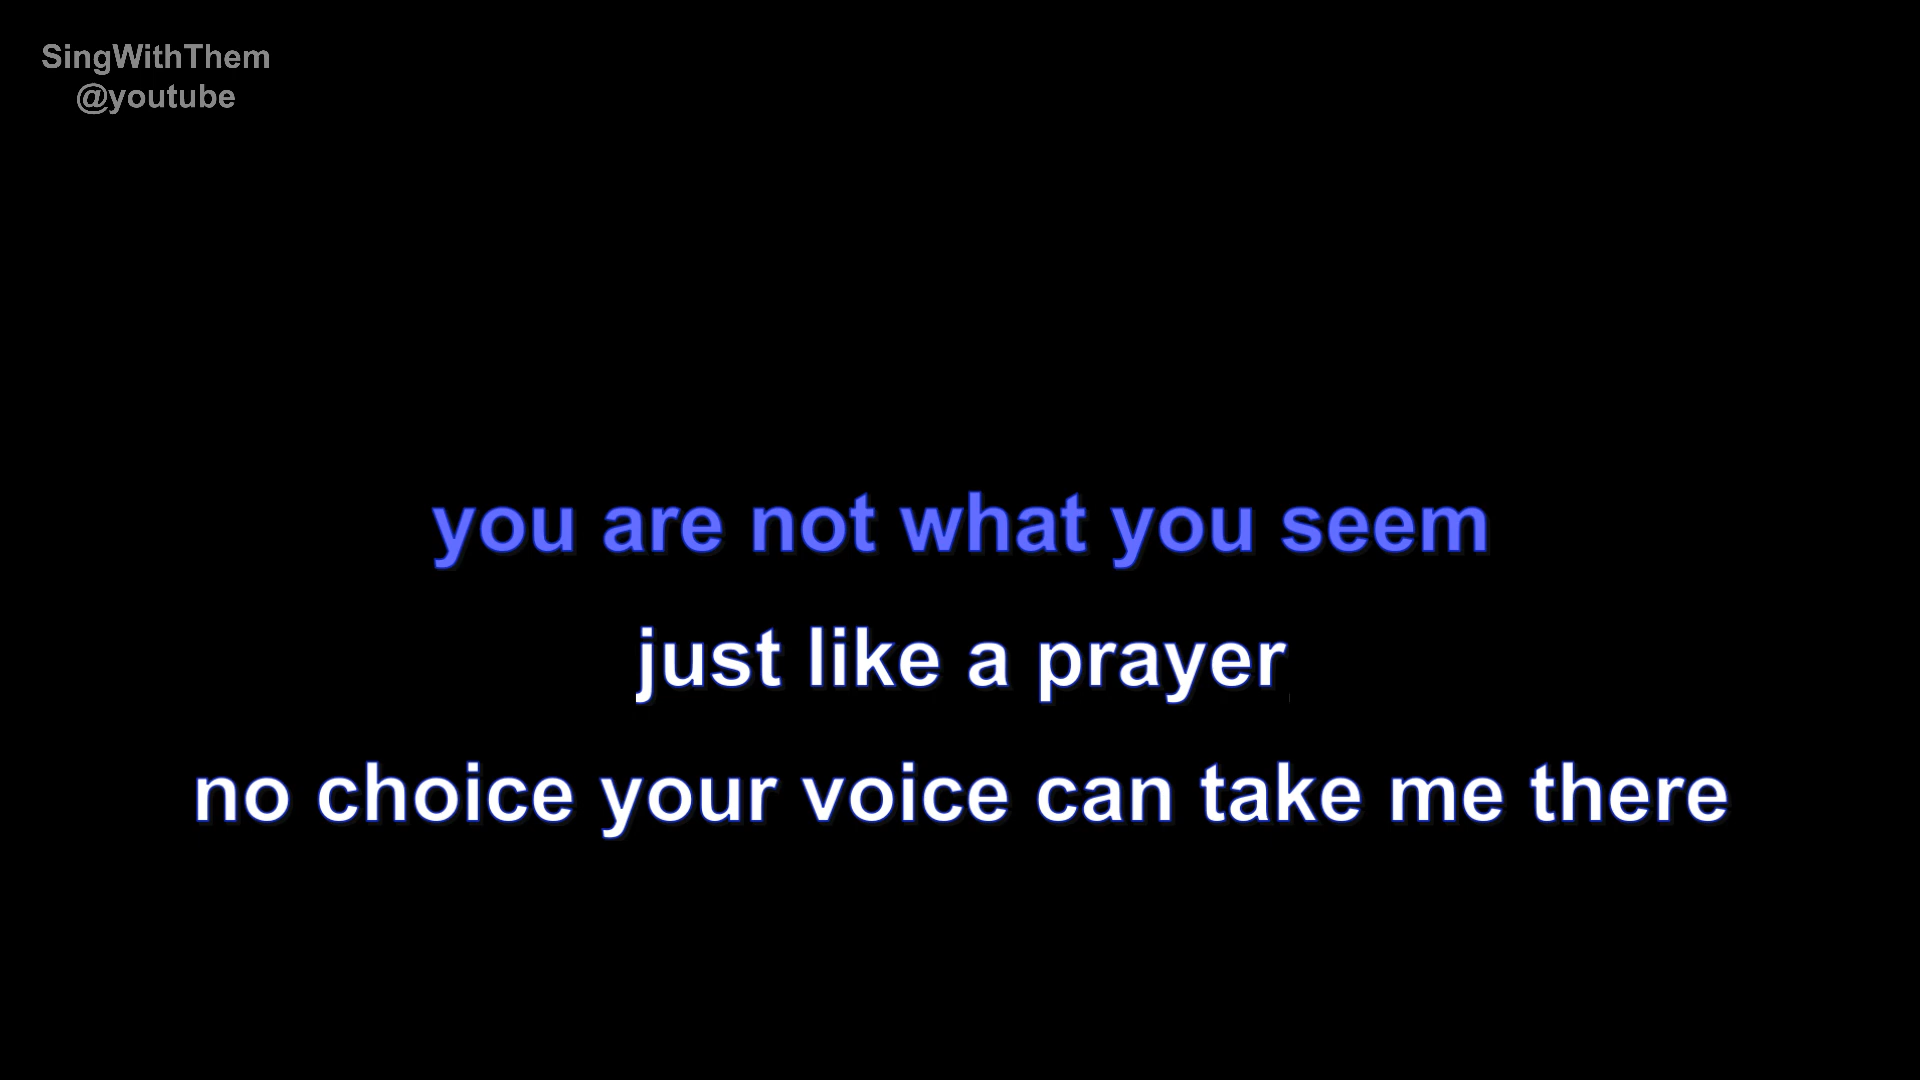 SingWithThem
@youtube
you are not what you seem
just like a prayer
no choice your voice can take me there